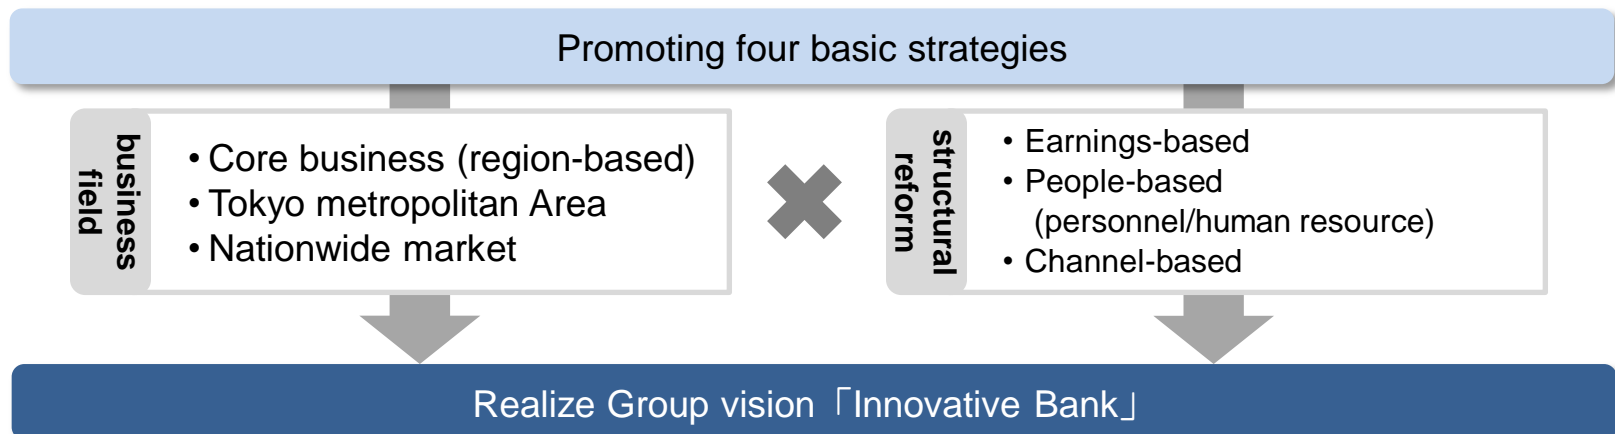 Promoting four basic strategies
business
field
• Core business (region-based)
• Tokyo metropolitan Area
• Nationwide market
structural
reform
• Earnings-based
• People-based
(personnel/human resource)
• Channel-based
Realize Group vision「Innovative Bank」